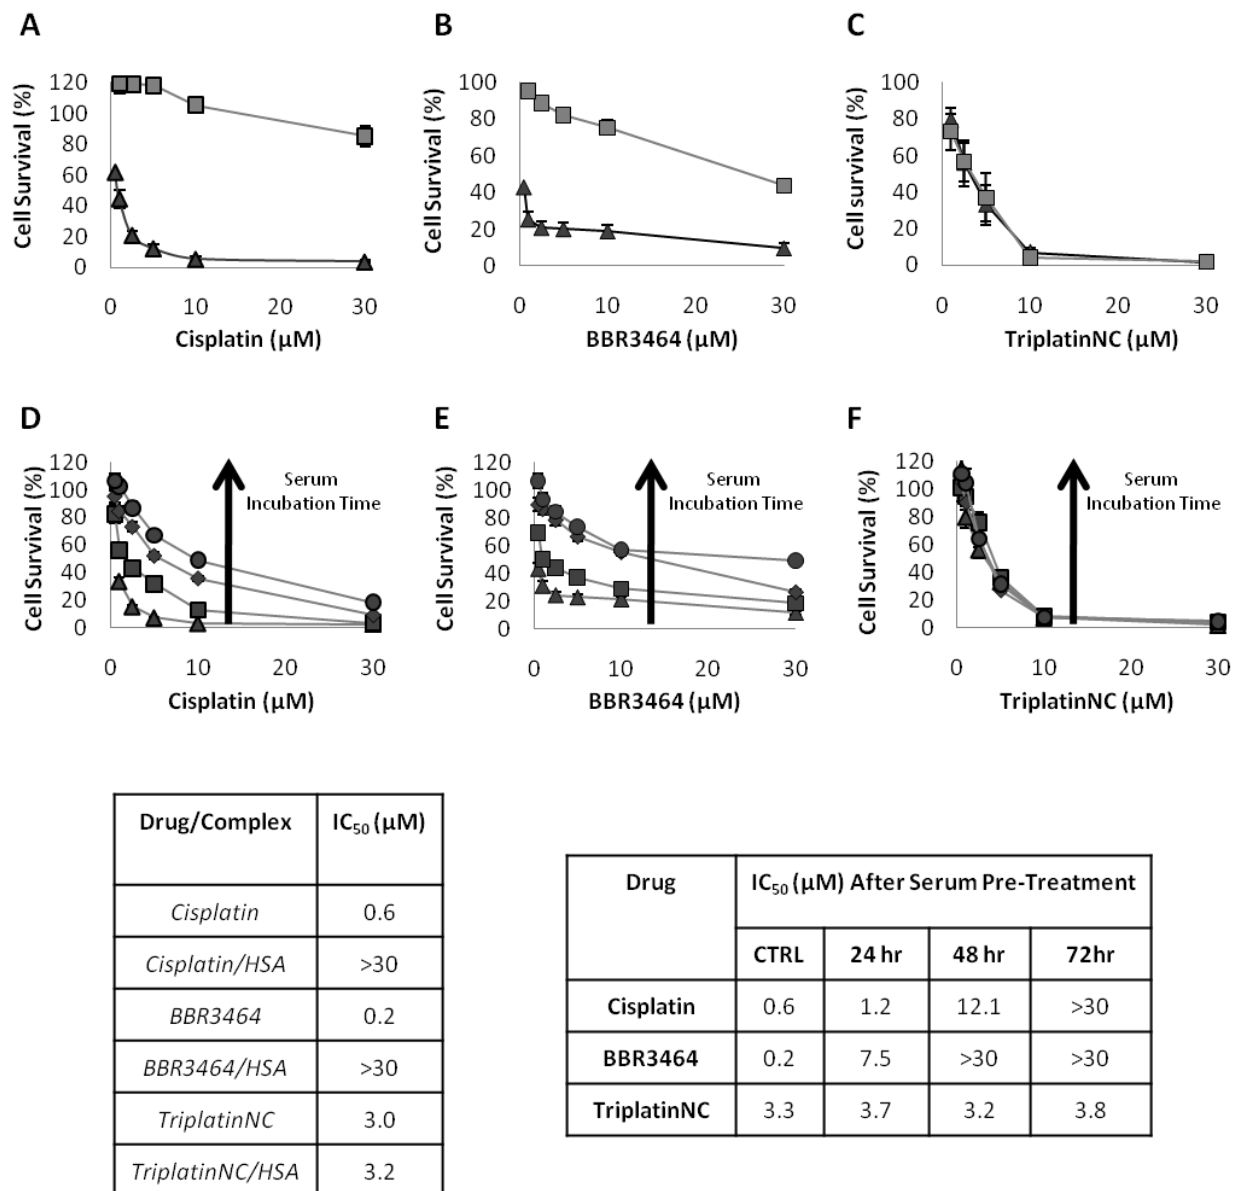 A
B
C
Cell Survival (%)
120
100
80
60
40
20
0
0 10 20 30
Cisplatin (µM)
Cell Survival (%)
100
80
60
40
20
0
0 10 20 30
BBR3464 (µM)
Cell survival (%)
100
80
60
40
20
0
0 10 20 30
TriplatinNC (µM)
D
E
F
Cell Survival (%)
120
100
80
60
40
20
0
0 10 20 30
Cisplatin (µM)
Serum
Incubation Time
Cell Survival (%)
120
100
80
60
40
20
0
0 10 20 30
BBR3464 (µM)
Serum
Incubation Time
Cell Survival (%)
120
100
80
60
40
20
0
0 10 20 30
TriplatinNC (µM)
Serum
Incubation Time
Drug/Complex IC50 (µM)
Cisplatin 0.6
Cisplatin/HSA >30
BBR3464 0.2
BBR3464/HSA >30
TriplatinNC 3.0
TriplatinNC/HSA 3.2
Drug IC50 (µM) After Serum Pre-Treatment
CTRL 24 hr 48 hr 72hr
Cisplatin 0.6 1.2 12.1 >30
BBR3464 0.2 7.5 >30 >30
TriplatinNC 3.3 3.7 3.2 3.8